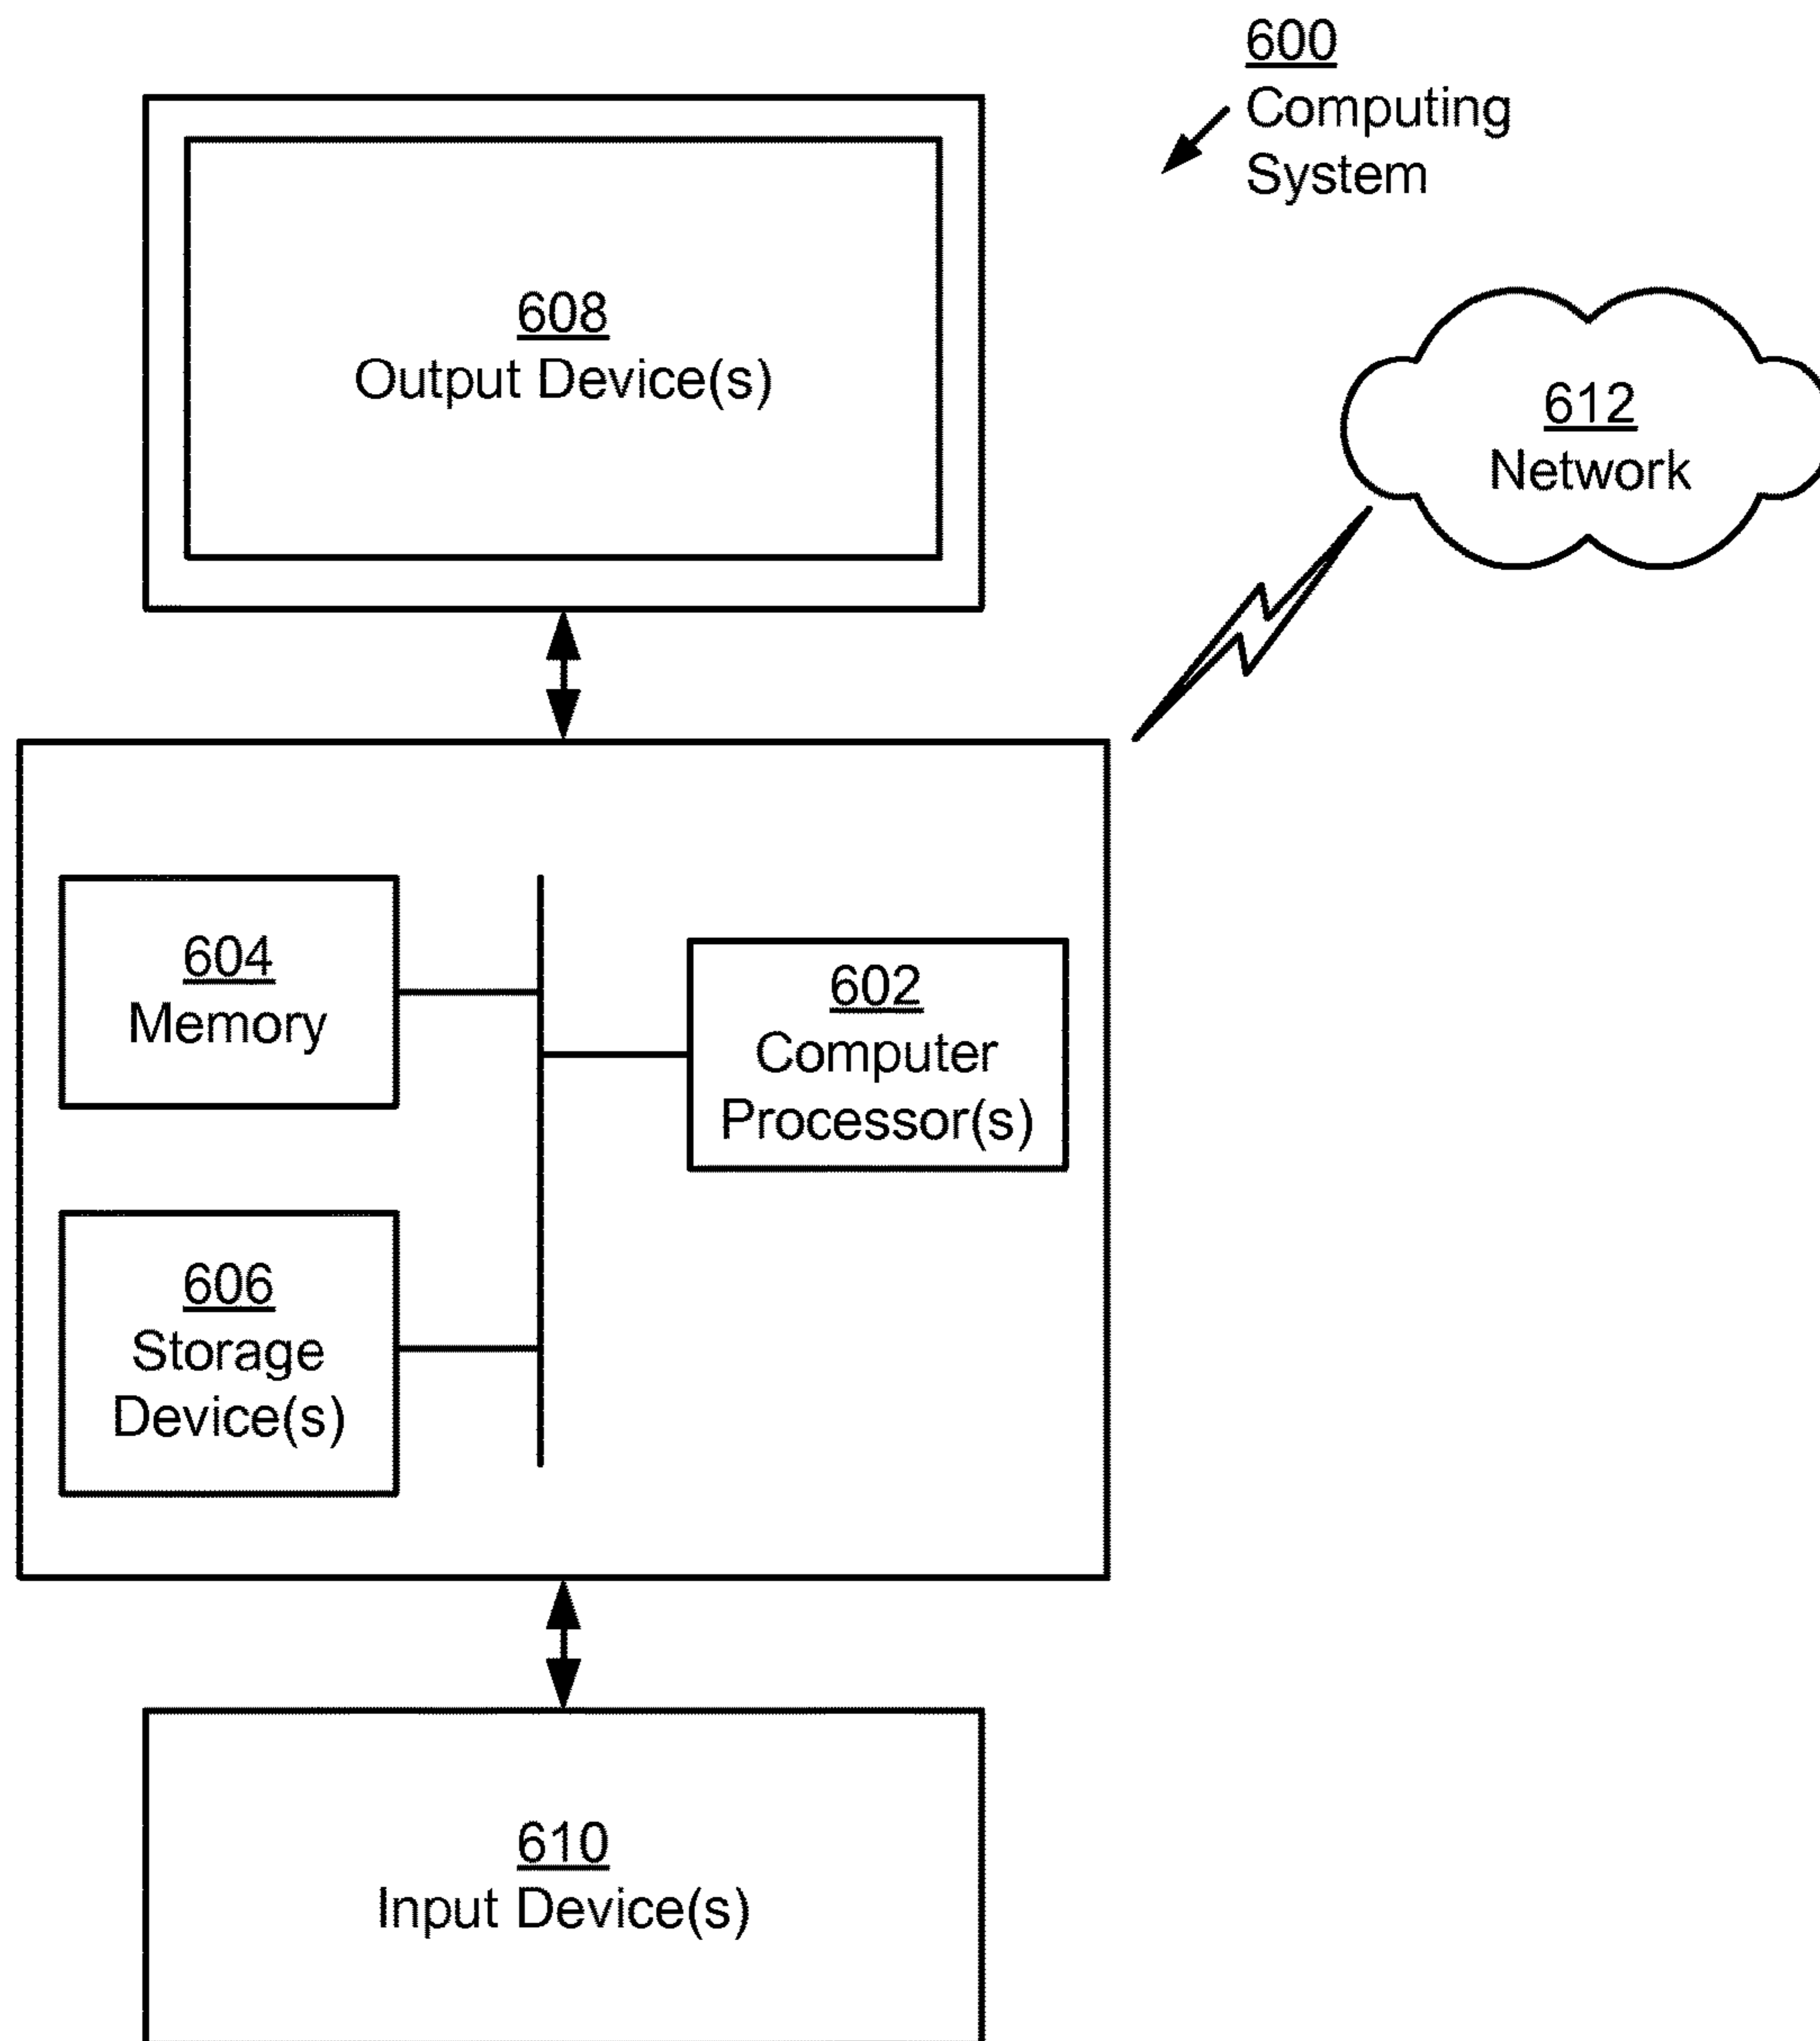 600
Computing
System
608
Output Device(s)
612
Network
604
Memory
602
Computer
Processor(s)
606
Storage
Device(s)
610
Input Device(s)